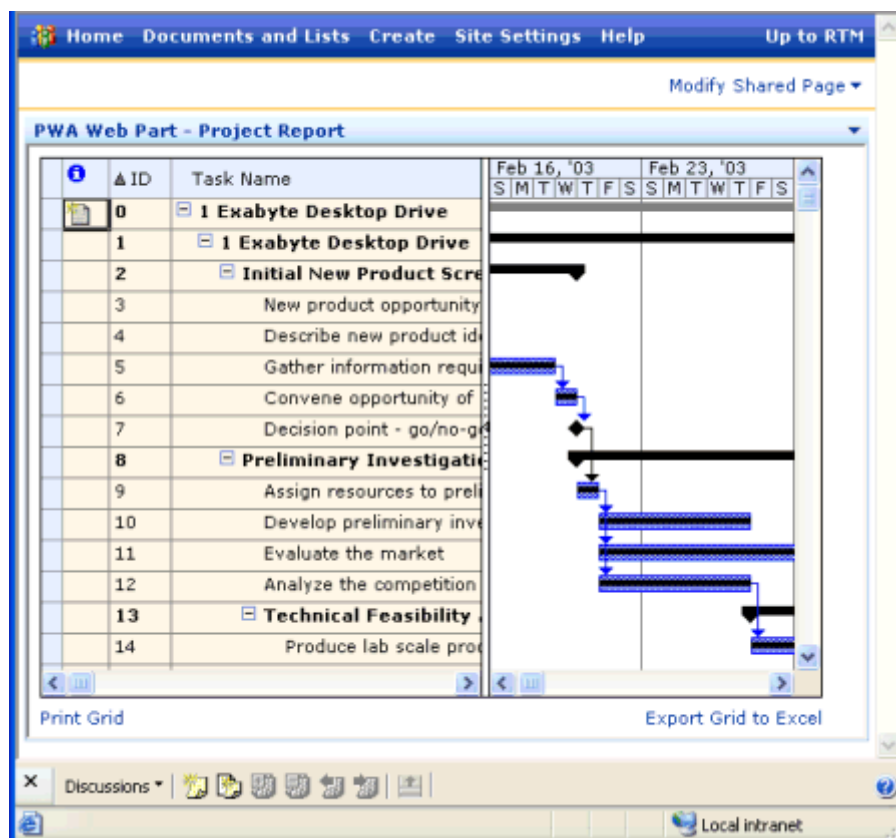 Home Documents and Lists Create Site Settings Help Up to RTM
Modify Shared Page
PWA Web Part - Project Report
ID Task Name Feb 16, '03 Feb 23, '03
S M T W T F S S M T W T F S
0 1 Exabyte Desktop Drive
1 1 Exabyte Desktop Drive
2 Initial New Product Scre
3 New product opportunity
4 Describe new product id
5 Gather information requi
6 Convene opportunity of
7 Decision point - go/no-g
8 Preliminary Investigati
9 Assign resources to preli
10 Develop preliminary inve
11 Evaluate the market
12 Analyze the competition
13 Technical Feasibility
14 Produce lab scale pro
Print Grid Export Grid to Excel
Discussions
Local intranet